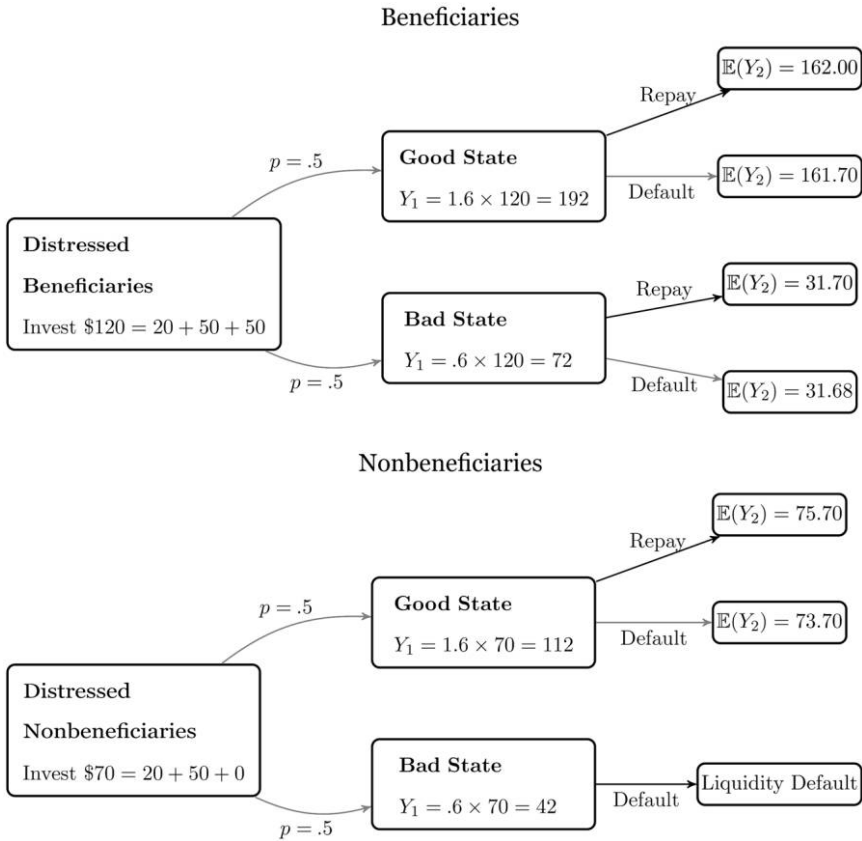 Beneficiaries
𝔼(Y₂) = 162.00
Repay
p = .5
Good State
Y₁ = 1.6 × 120 = 192
Default
𝔼(Y₂) = 161.70
Distressed
Beneficiaries
Invest $120 = 20 + 50 + 50
Repay
𝔼(Y₂) = 31.70
Bad State
Y₁ = .6 × 120 = 72
p = .5
Default
𝔼(Y₂) = 31.68
Nonbeneficiaries
𝔼(Y₂) = 75.70
Repay
p = .5
Good State
Y₁ = 1.6 × 70 = 112
Default
𝔼(Y₂) = 73.70
Distressed
Nonbeneficiaries
Invest $70 = 20 + 50 + 0
Bad State
Y₁ = .6 × 70 = 42
p = .5
Default
Liquidity Default